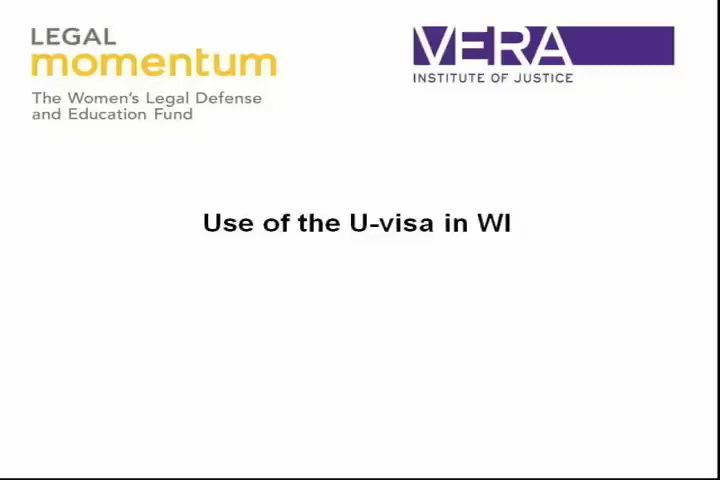 LEGAL
momentum
The Women's Legal Defense
and Education Fund
VERA
INSTITUTE OF JUSTICE
Use of the U-visa in WI